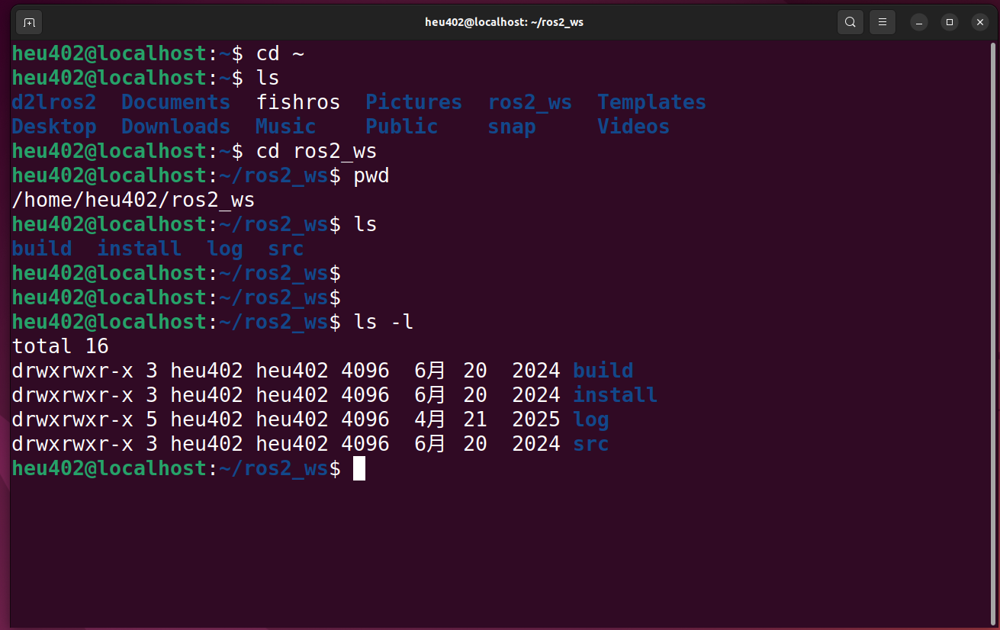 heu402@localhost: ~/ros2_ws
heu402@localhost:~$ cd ~
heu402@localhost:~$ ls
d2lros2  Documents  fishros  Pictures  ros2_ws  Templates
Desktop  Downloads  Music    Public    snap     Videos
heu402@localhost:~$ cd ros2_ws
heu402@localhost:~/ros2_ws$ pwd
/home/heu402/ros2_ws
heu402@localhost:~/ros2_ws$ ls
build  install  log  src
heu402@localhost:~/ros2_ws$
heu402@localhost:~/ros2_ws$
heu402@localhost:~/ros2_ws$ ls -l
total 16
drwxrwxr-x 3 heu402 heu402 4096  6月 20  2024 build
drwxrwxr-x 3 heu402 heu402 4096  6月 20  2024 install
drwxrwxr-x 5 heu402 heu402 4096  4月 21  2025 log
drwxrwxr-x 3 heu402 heu402 4096  6月 20  2024 src
heu402@localhost:~/ros2_ws$